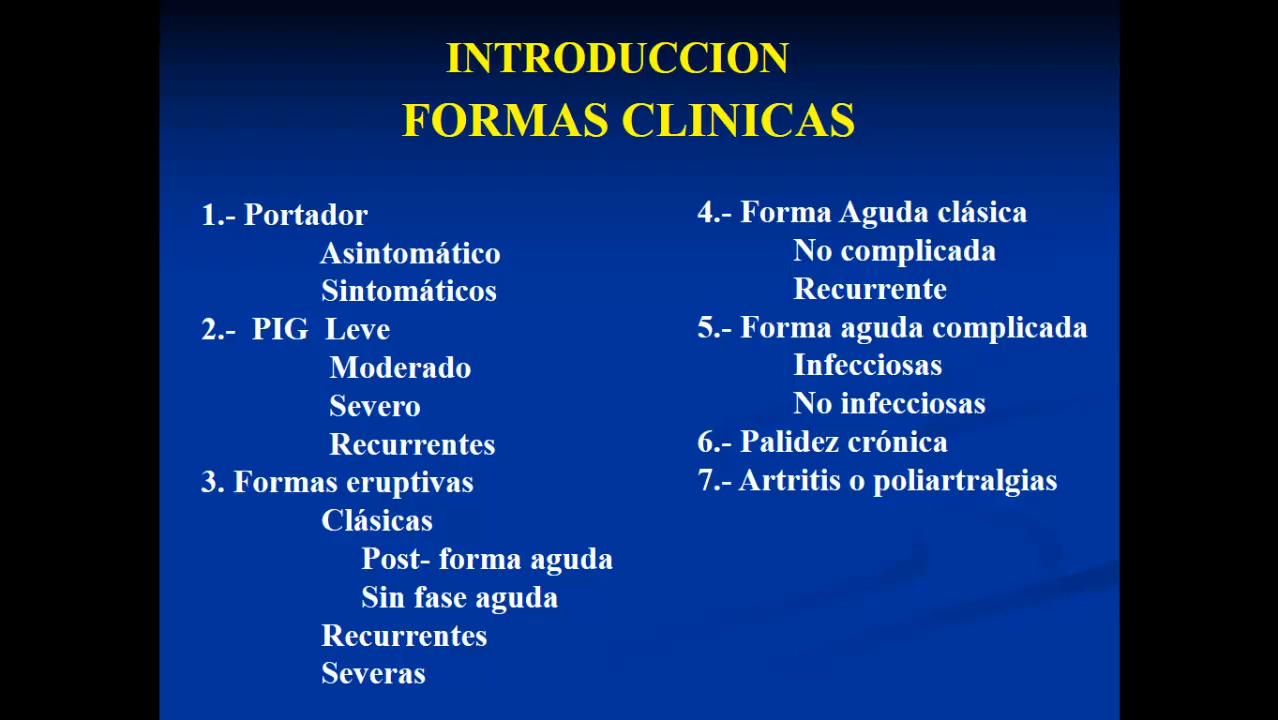 INTRODUCCION
FORMAS CLINICAS
1.- Portador
Asintomático
Sintomáticos
2.- PIG Leve
Moderado
Severo
Recurrentes
3. Formas eruptivas
Clásicas
Post- forma aguda
Sin fase aguda
Recurrentes
Severas
4.- Forma Aguda clásica
No complicada
Recurrente
5.- Forma aguda complicada
Infecciosas
No infecciosas
6.- Palidez crónica
7.- Artritis o poliartralgias